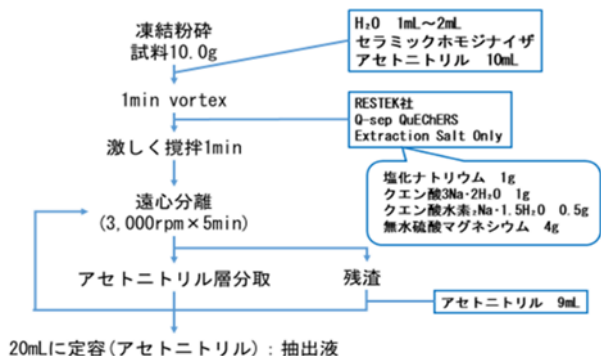 凍結粉砕
試料10.0g
H₂O 1mL~2mL
セラミックホモジナイザ
アセトニトリル 10mL
1min vortex
RESTEK社
Q-sep QuEChERS
Extraction Salt Only
激しく撹拌1min
塩化ナトリウム 1g
クエン酸3Na・2H₂O 1g
クエン酸水素₂Na・1.5H₂O 0.5g
無水硫酸マグネシウム 4g
遠心分離
(3,000rpm×5min)
アセトニトリル層分取
残渣
アセトニトリル 9mL
20mLに定容(アセトニトリル):抽出液